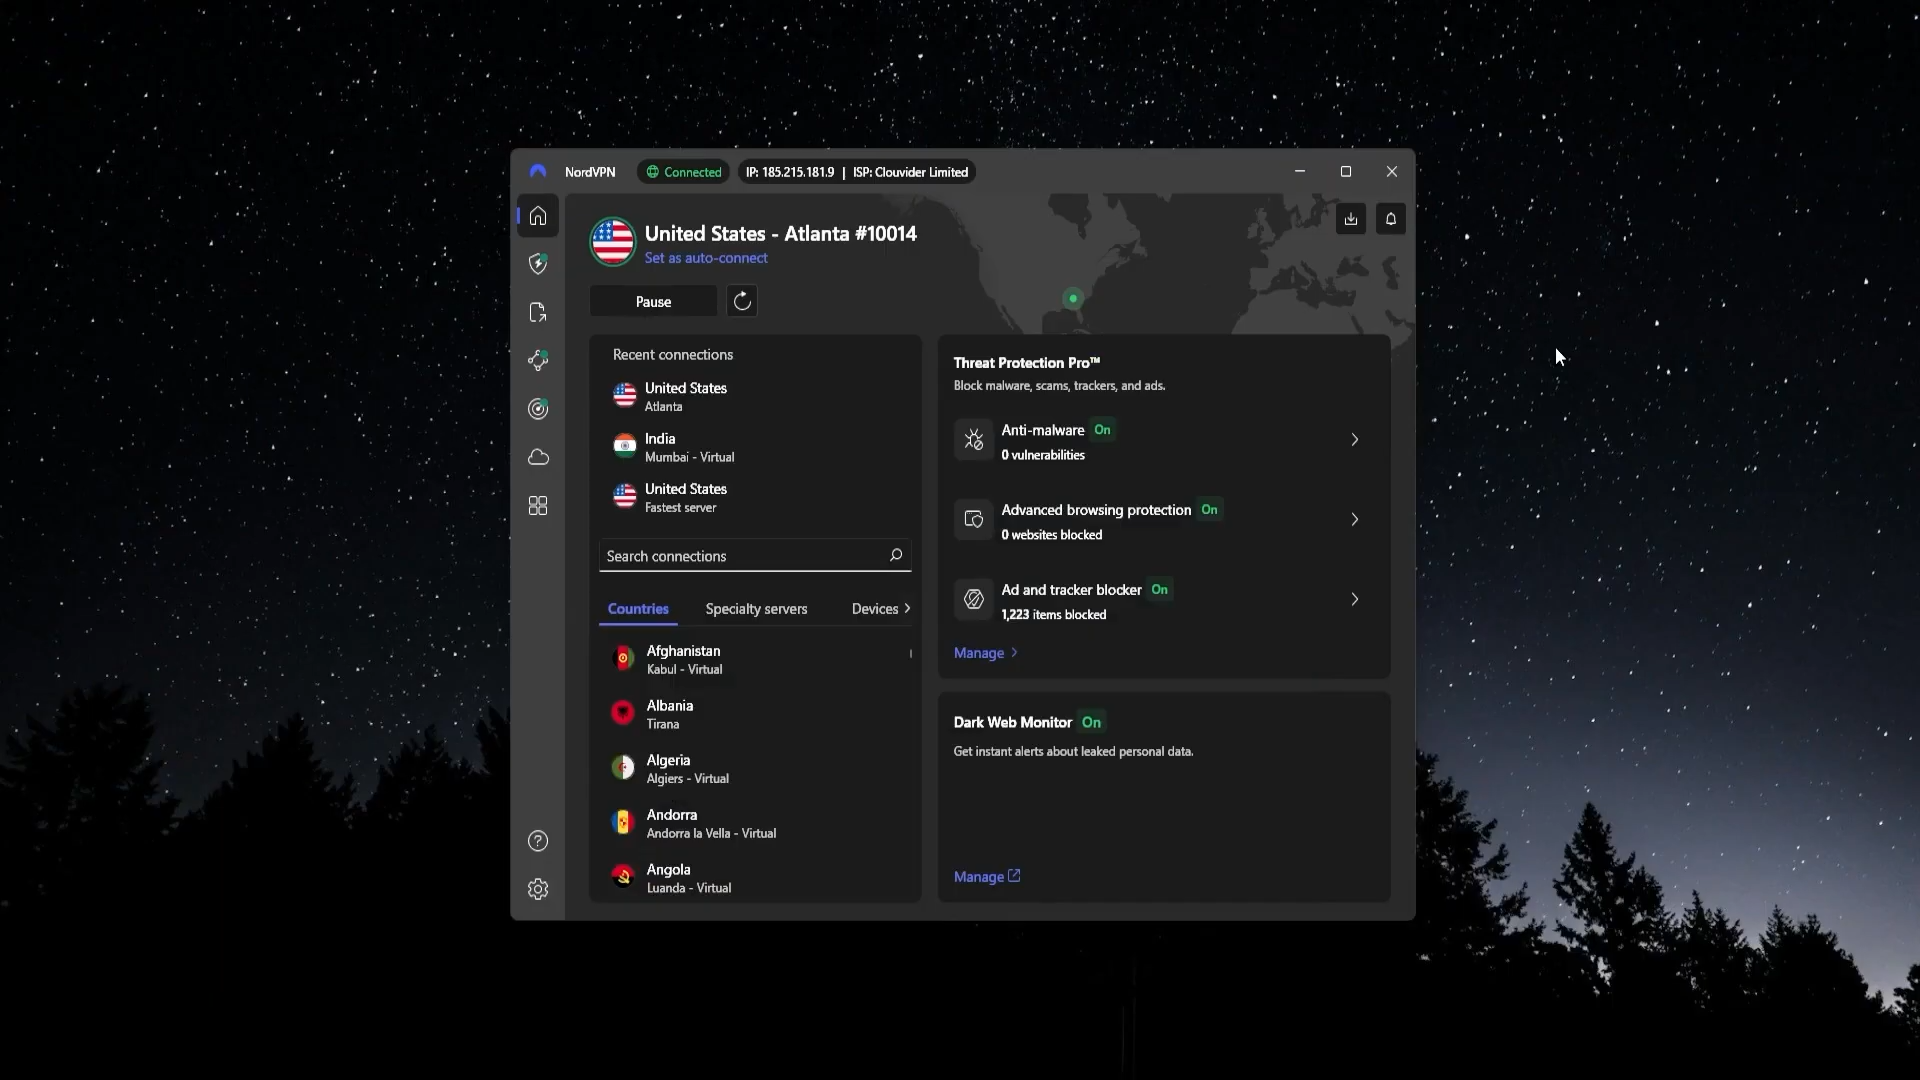 NordVPN
Connected
IP: 185.215.181.9 | ISP: Clouvider Limited
United States - Atlanta #10014
Set as auto-connect
Pause
Recent connections
United States
Atlanta
India
Mumbai - Virtual
United States
Fastest server
Search connections
Countries
Specialty servers
Devices
Afghanistan
Kabul - Virtual
Albania
Tirana
Algeria
Algiers - Virtual
Andorra
Andorra la Vella - Virtual
Angola
Luanda - Virtual
Threat Protection Pro™
Block malware, scams, trackers, and ads.
Anti-malware On
0 vulnerabilities
Advanced browsing protection On
0 websites blocked
Ad and tracker blocker On
1,223 items blocked
Manage
Dark Web Monitor On
Get instant alerts about leaked personal data.
Manage